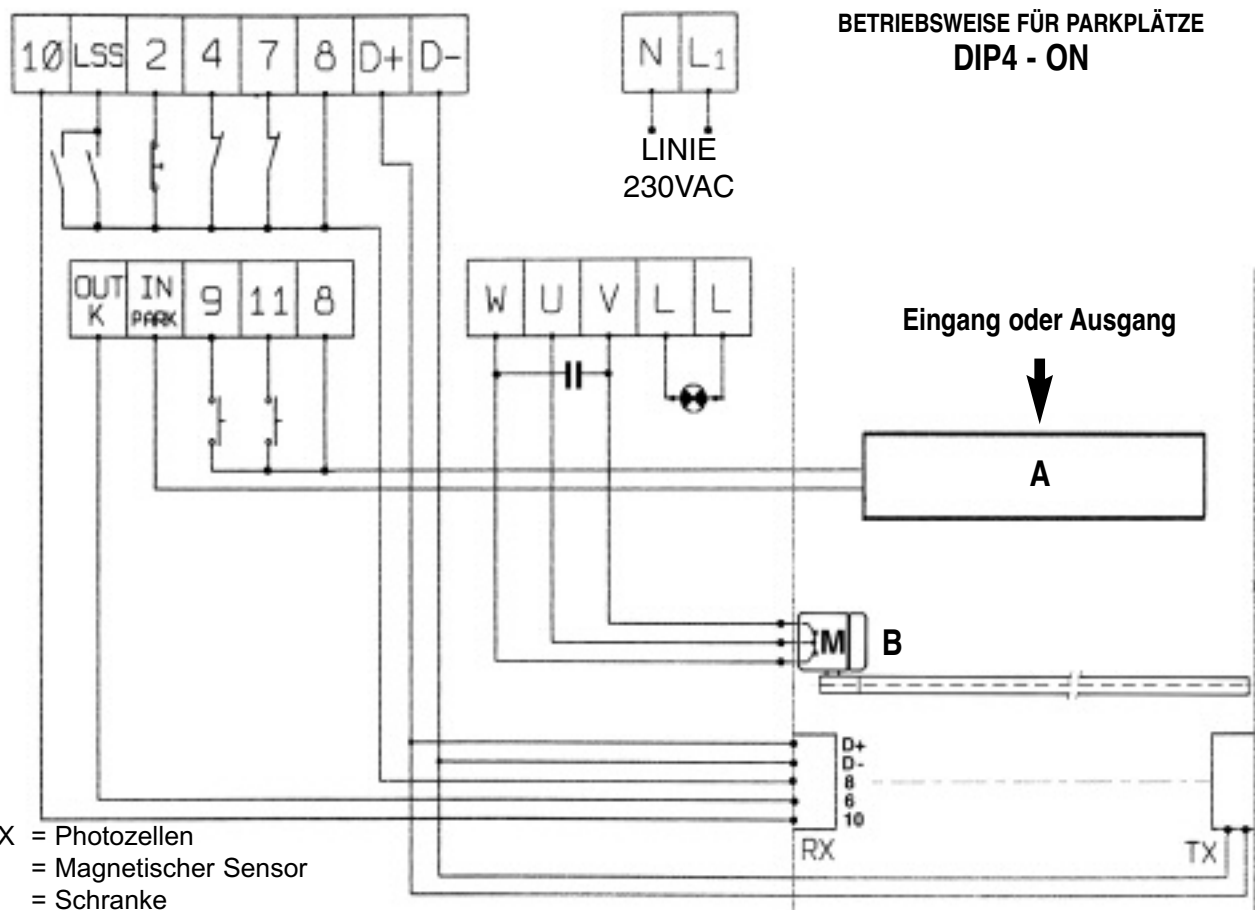 BETRIEBSWEISE FÜR PARKPLÄTZE
DIP4 - ON
10 LSS 2 4 7 8 D+ D-
N L1
LINIE
230VAC
OUT K IN PARK 9 11 8
W U V L L
Eingang oder Ausgang
A
M B
D+
D-
8
6
10
RX TX
X = Photozellen
= Magnetischer Sensor
= Schranke